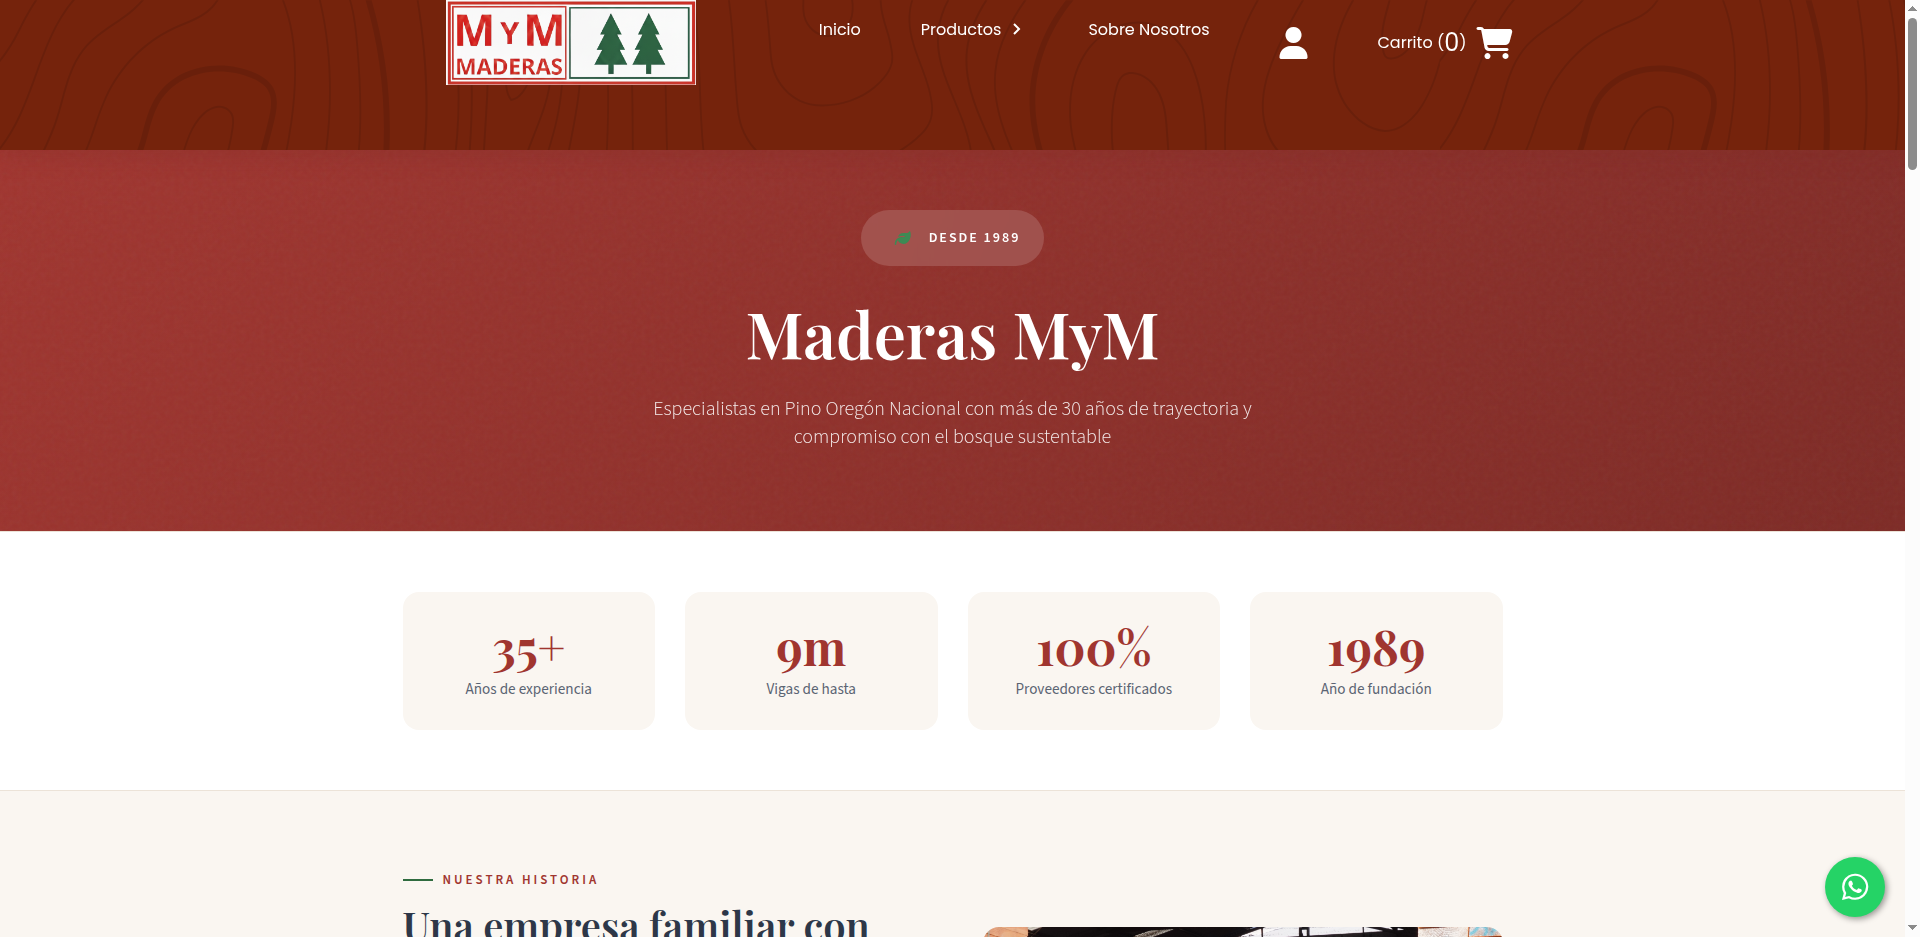 M Y M
MADERAS
Inicio
Productos
Sobre Nosotros
Carrito (0)
DESDE 1989
Maderas MyM
Especialistas en Pino Oregón Nacional con más de 30 años de trayectoria y
compromiso con el bosque sustentable
35+
Años de experiencia
9m
Vigas de hasta
100%
Proveedores certificados
1989
Año de fundación
NUESTRA HISTORIA
Una empresa familiar con